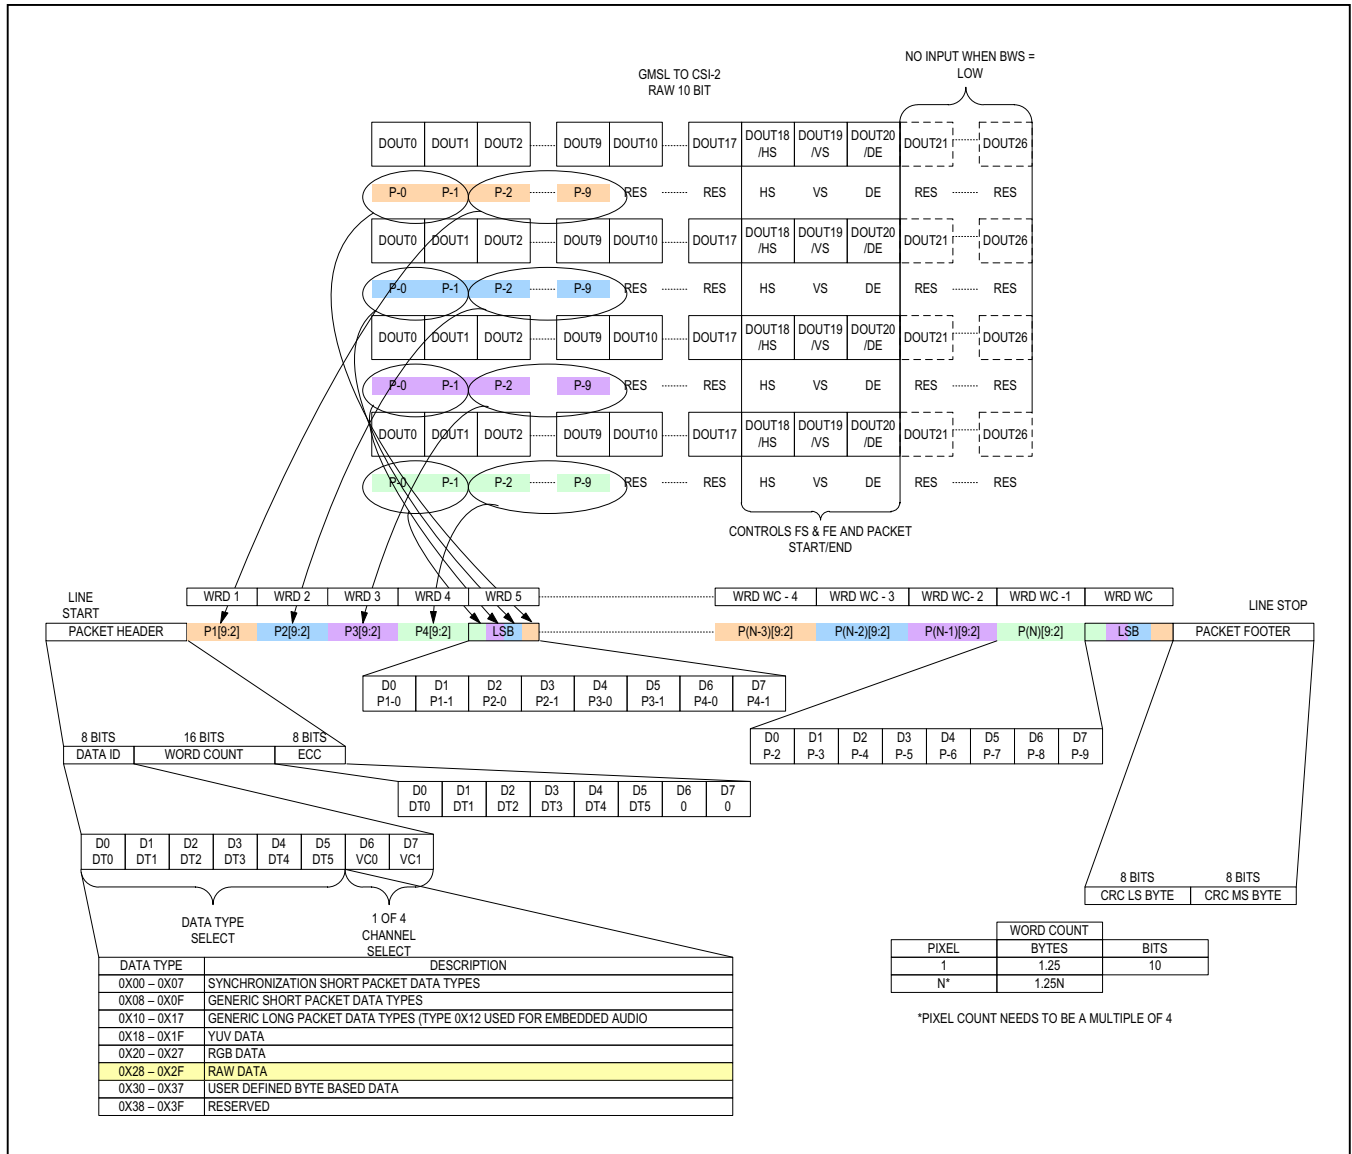 NO INPUT WHEN BWS =
LOW
GMSL TO CSI-2
RAW 10 BIT
DOUT0 DOUT1 DOUT2 DOUT9 DOUT10 DOUT17 DOUT18 /HS DOUT19 /VS DOUT20 /DE DOUT21 DOUT26
P-0 P-1 P-2 P-9 RES RES HS VS DE RES RES
DOUT0 DOUT1 DOUT2 DOUT9 DOUT10 DOUT17 DOUT18 /HS DOUT19 /VS DOUT20 /DE DOUT21 DOUT26
P-0 P-1 P-2 P-9 RES RES HS VS DE RES RES
DOUT0 DOUT1 DOUT2 DOUT9 DOUT10 DOUT17 DOUT18 /HS DOUT19 /VS DOUT20 /DE DOUT21 DOUT26
P-0 P-1 P-2 P-9 RES RES HS VS DE RES RES
DOUT0 DOUT1 DOUT2 DOUT9 DOUT10 DOUT17 DOUT18 /HS DOUT19 /VS DOUT20 /DE DOUT21 DOUT26
P-0 P-1 P-2 P-9 RES RES HS VS DE RES RES
CONTROLS FS & FE AND PACKET
START/END
LINE
START
WRD 1 WRD 2 WRD 3 WRD 4 WRD 5 WRD WC - 4 WRD WC - 3 WRD WC- 2 WRD WC -1 WRD WC
LINE STOP
PACKET HEADER P1[9:2] P2[9:2] P3[9:2] P4[9:2] LSB P(N-3)[9:2] P(N-2)[9:2] P(N-1)[9:2] P(N)[9:2] LSB PACKET FOOTER
D0 D1 D2 D3 D4 D5 D6 D7
P1-0 P1-1 P2-0 P2-1 P3-0 P3-1 P4-0 P4-1
D0 D1 D2 D3 D4 D5 D6 D7
P-2 P-3 P-4 P-5 P-6 P-7 P-8 P-9
8 BITS 16 BITS 8 BITS
DATA ID WORD COUNT ECC
D0 D1 D2 D3 D4 D5 D6 D7
DT0 DT1 DT2 DT3 DT4 DT5 0 0
D0 D1 D2 D3 D4 D5 D6 D7
DT0 DT1 DT2 DT3 DT4 DT5 VC0 VC1
8 BITS 8 BITS
CRC LS BYTE CRC MS BYTE
DATA TYPE
SELECT
1 OF 4
CHANNEL
SELECT
WORD COUNT
PIXEL BYTES BITS
1 1.25 10
N* 1.25N
*PIXEL COUNT NEEDS TO BE A MULTIPLE OF 4
DATA TYPE DESCRIPTION
0X00 – 0X07 SYNCHRONIZATION SHORT PACKET DATA TYPES
0X08 – 0X0F GENERIC SHORT PACKET DATA TYPES
0X10 – 0X17 GENERIC LONG PACKET DATA TYPES (TYPE 0X12 USED FOR EMBEDDED AUDIO
0X18 – 0X1F YUV DATA
0X20 – 0X27 RGB DATA
0X28 – 0X2F RAW DATA
0X30 – 0X37 USER DEFINED BYTE BASED DATA
0X38 – 0X3F RESERVED